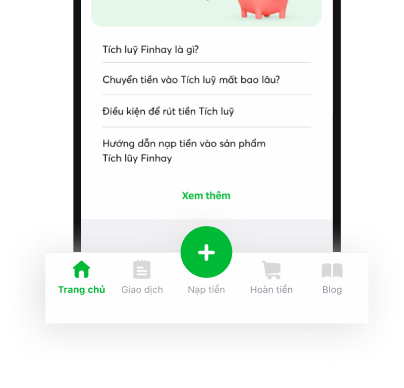 Tích luỹ Finhay là gì?
Chuyển tiền vào Tích luỹ mất bao lâu?
Điều kiện để rút tiền Tích luỹ
Hướng dẫn nạp tiền vào sản phẩm
Tích lũy Finhay
Xem thêm
Trang chủ Giao dịch Nạp tiền Hoàn tiền Blog